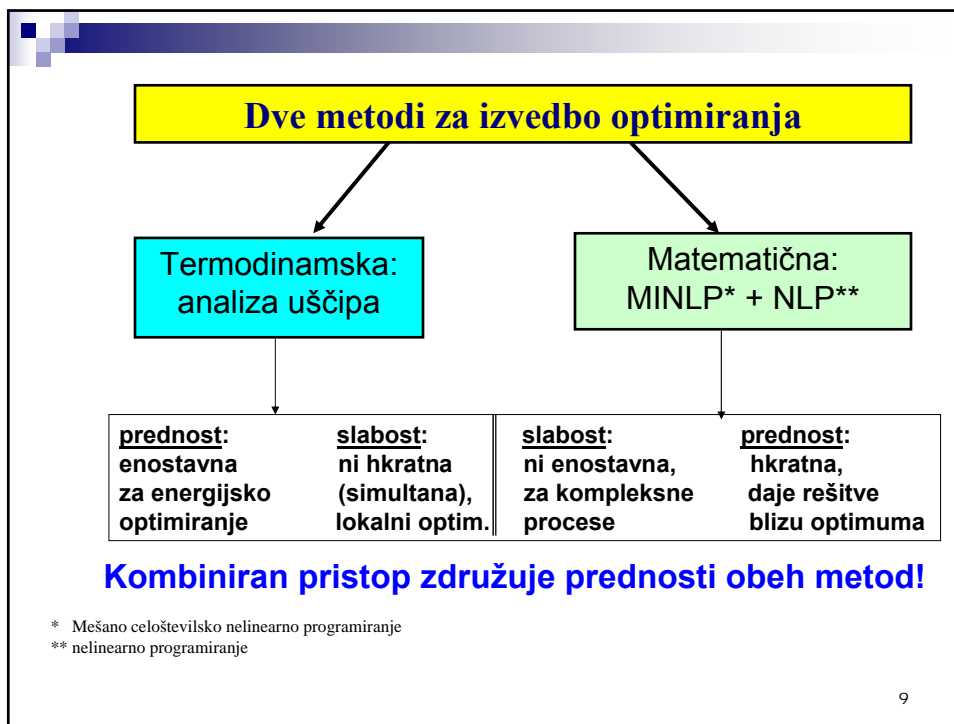 Dve metodi za izvedbo optimiranja
Termodinamska:
analiza uščipa
Matematična:
MINLP* + NLP**
prednost:
enostavna
za energijsko
optimiranje
slabost:
ni hkratna
(simultana),
lokalni optim.
slabost:
ni enostavna,
za kompleksne
procese
prednost:
hkratna,
daje rešitve
blizu optimuma
Kombiniran pristop združuje prednosti obeh metod!
* Mešano celoštevilsko nelinearno programiranje
** nelinearno programiranje
9